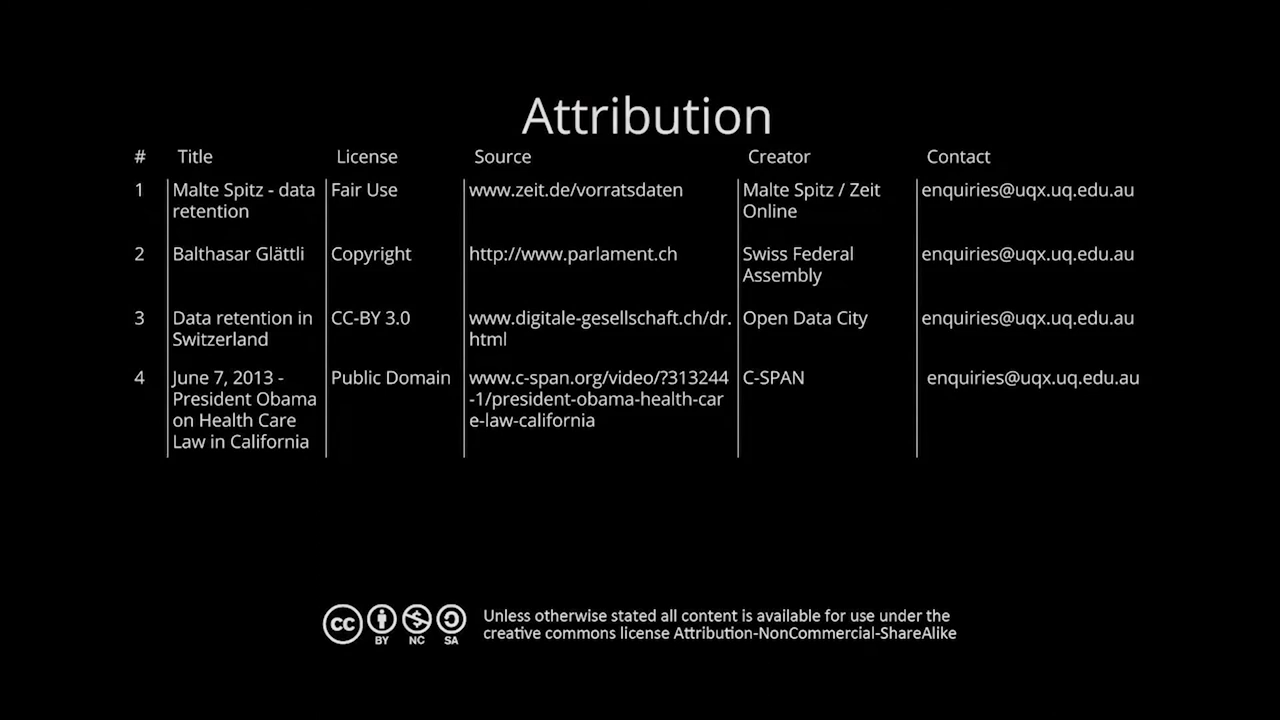 Attribution
# Title License Source Creator Contact
1 Malte Spitz - data Fair Use www.zeit.de/vorratsdaten Malte Spitz / Zeit enquiries@uqx.uq.edu.au
retention Online
2 Balthasar Glättli Copyright http://www.parlament.ch Swiss Federal enquiries@uqx.uq.edu.au
Assembly
3 Data retention in CC-BY 3.0 www.digitale-gesellschaft.ch/dr. Open Data City enquiries@uqx.uq.edu.au
Switzerland html
4 June 7, 2013 - Public Domain www.c-span.org/video/?313244 C-SPAN enquiries@uqx.uq.edu.au
President Obama -1/president-obama-health-car
on Health Care e-law-california
Law in California
cc BY NC SA
Unless otherwise stated all content is available for use under the
creative commons license Attribution-NonCommercial-ShareAlike